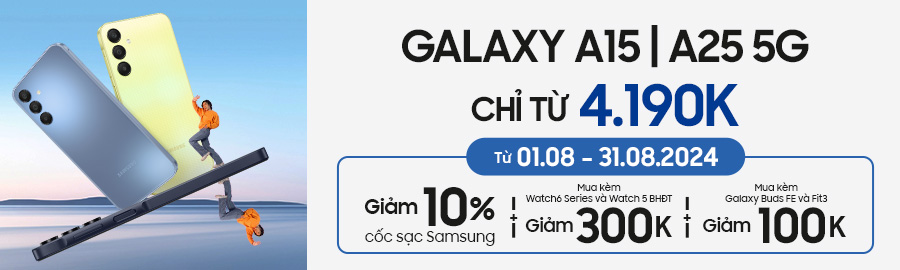 GALAXY A15 | A25 5G
CHỈ TỪ 4.190K
Từ 01.08 - 31.08.2024
Giảm 10%
cốc sạc Samsung
+
Mua kèm
Watch6 Series và Watch 5 BHĐT
Giảm 300K
+
Mua kèm
Galaxy Buds FE và Fit3
Giảm 100K